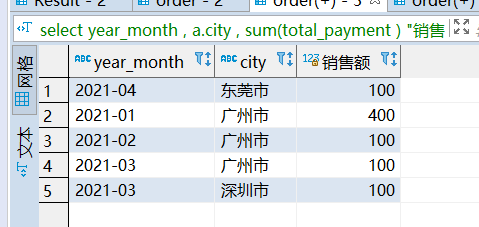 Result - 2 order - 2 order(+) - 3 order(+)
select year_month , a.city , sum(total_payment ) "销售
网格
文本
ABC year_month ABC city 123 销售额
1 2021-04 东莞市 100
2 2021-01 广州市 400
3 2021-02 广州市 100
4 2021-03 广州市 100
5 2021-03 深圳市 100